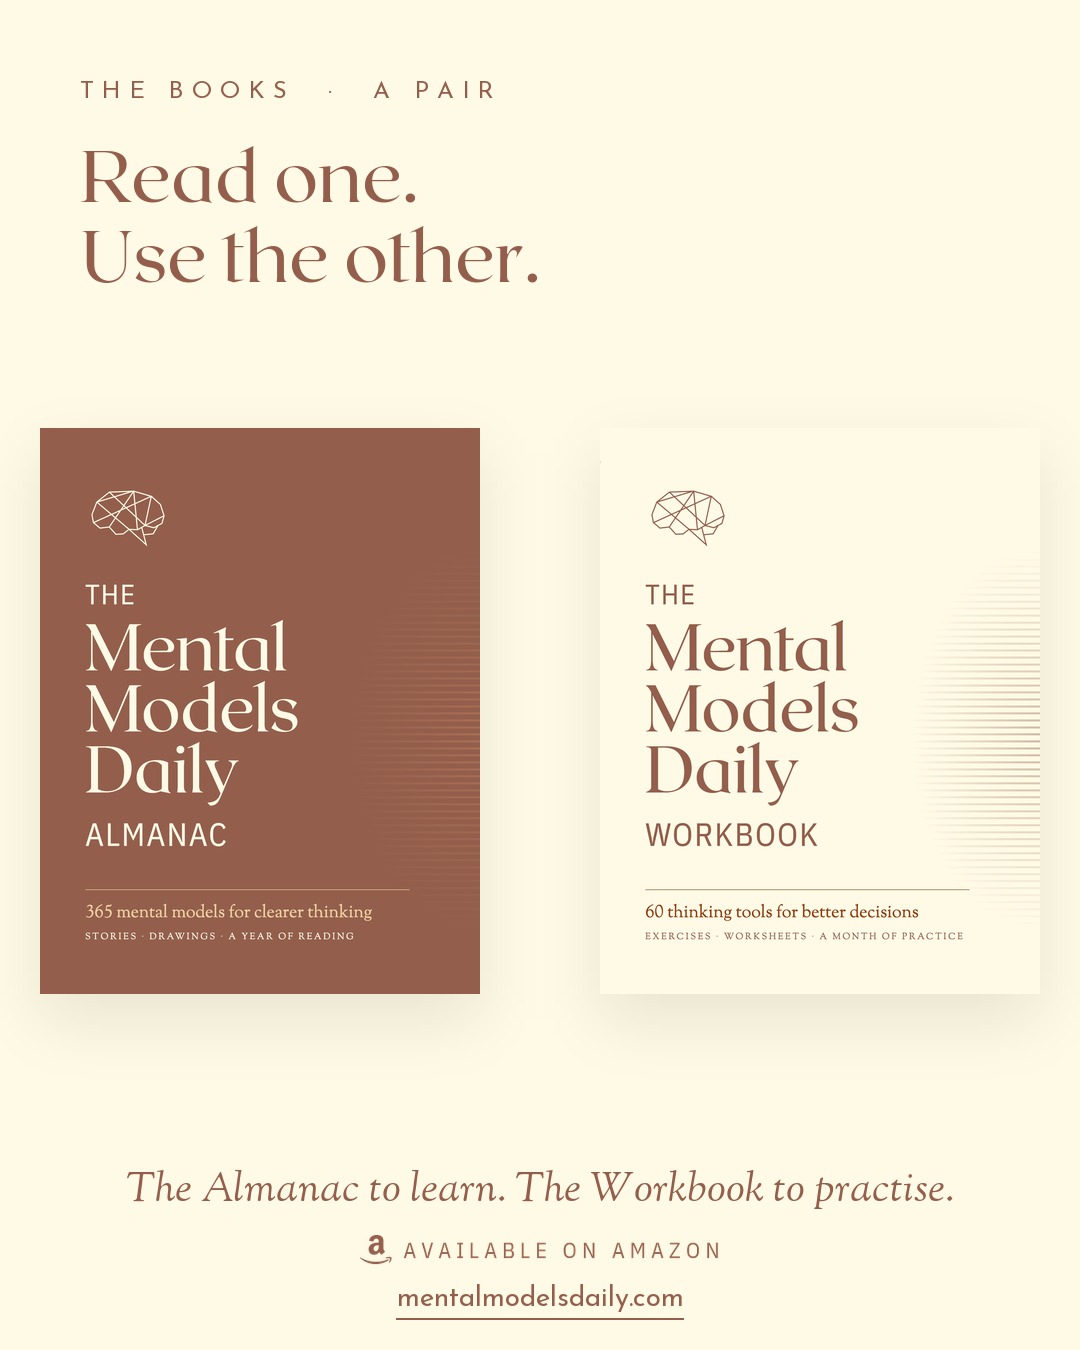 THE BOOKS · A PAIR
Read one.
Use the other.
THE
Mental
Models
Daily
ALMANAC
365 mental models for clearer thinking
STORIES · DRAWINGS · A YEAR OF READING
THE
Mental
Models
Daily
WORKBOOK
60 thinking tools for better decisions
EXERCISES · WORKSHEETS · A MONTH OF PRACTICE
The Almanac to learn. The Workbook to practise.
a AVAILABLE ON AMAZON
mentalmodelsdaily.com